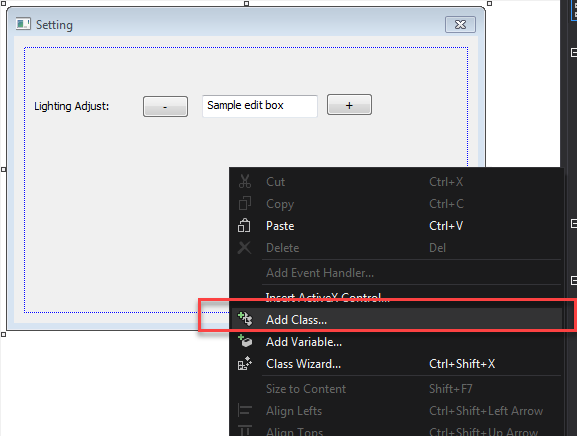 Setting
Lighting Adjust: - Sample edit box +
Cut Ctrl+X
Copy Ctrl+C
Paste Ctrl+V
Delete Del
Add Event Handler...
Insert ActiveX Control...
Add Class...
Add Variable...
Class Wizard... Ctrl+Shift+X
Size to Content Shift+F7
Align Lefts Ctrl+Shift+Left Arrow
Align Tops Ctrl+Shift+Up Arrow